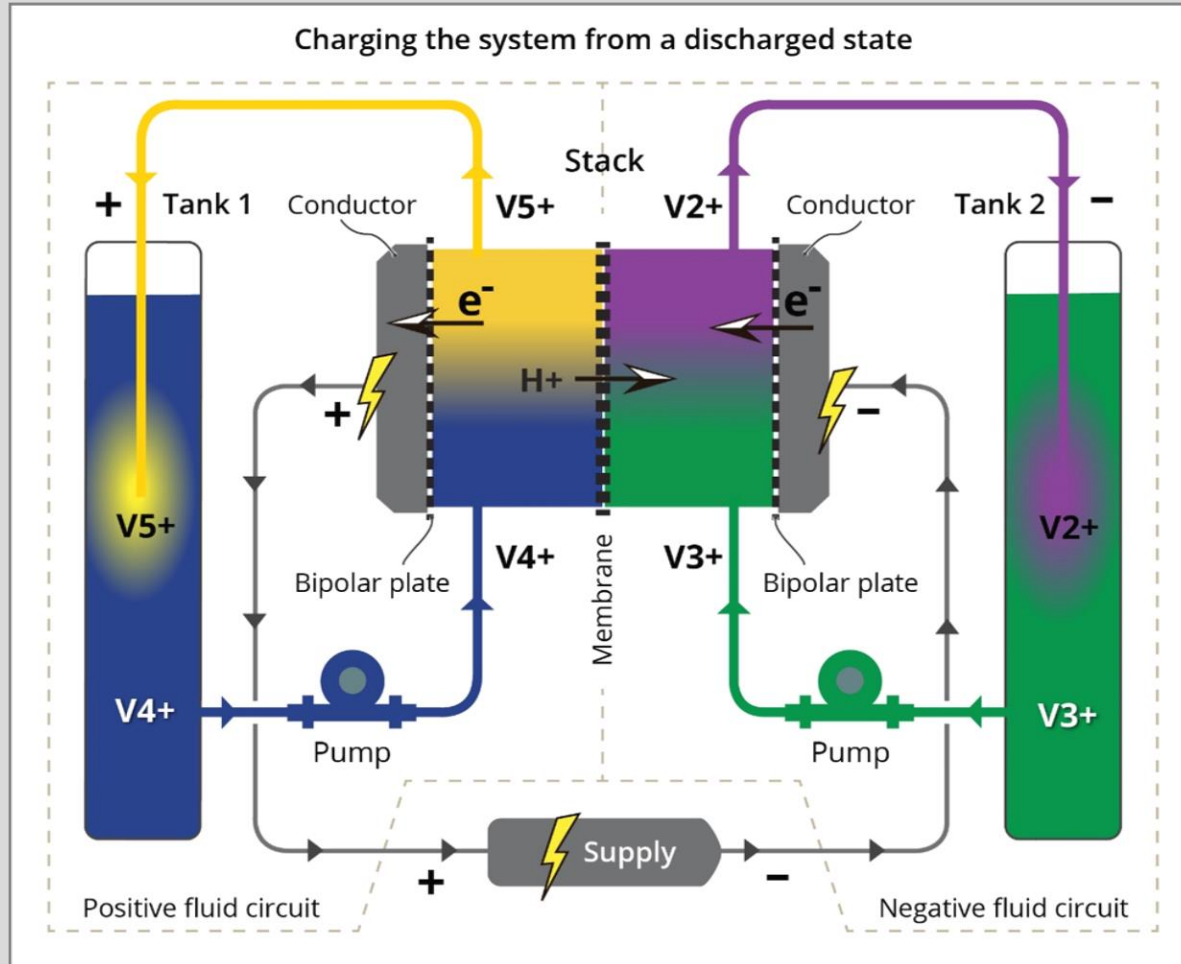 Charging the system from a discharged state
Stack
+
Tank 1
Conductor
V5+
V2+
Conductor
Tank 2
−
e-
e-
H+
+
−
V5+
V2+
V4+
V3+
Bipolar plate
Membrane
Bipolar plate
V4+
V3+
Pump
Pump
Supply
+
−
Positive fluid circuit
Negative fluid circuit